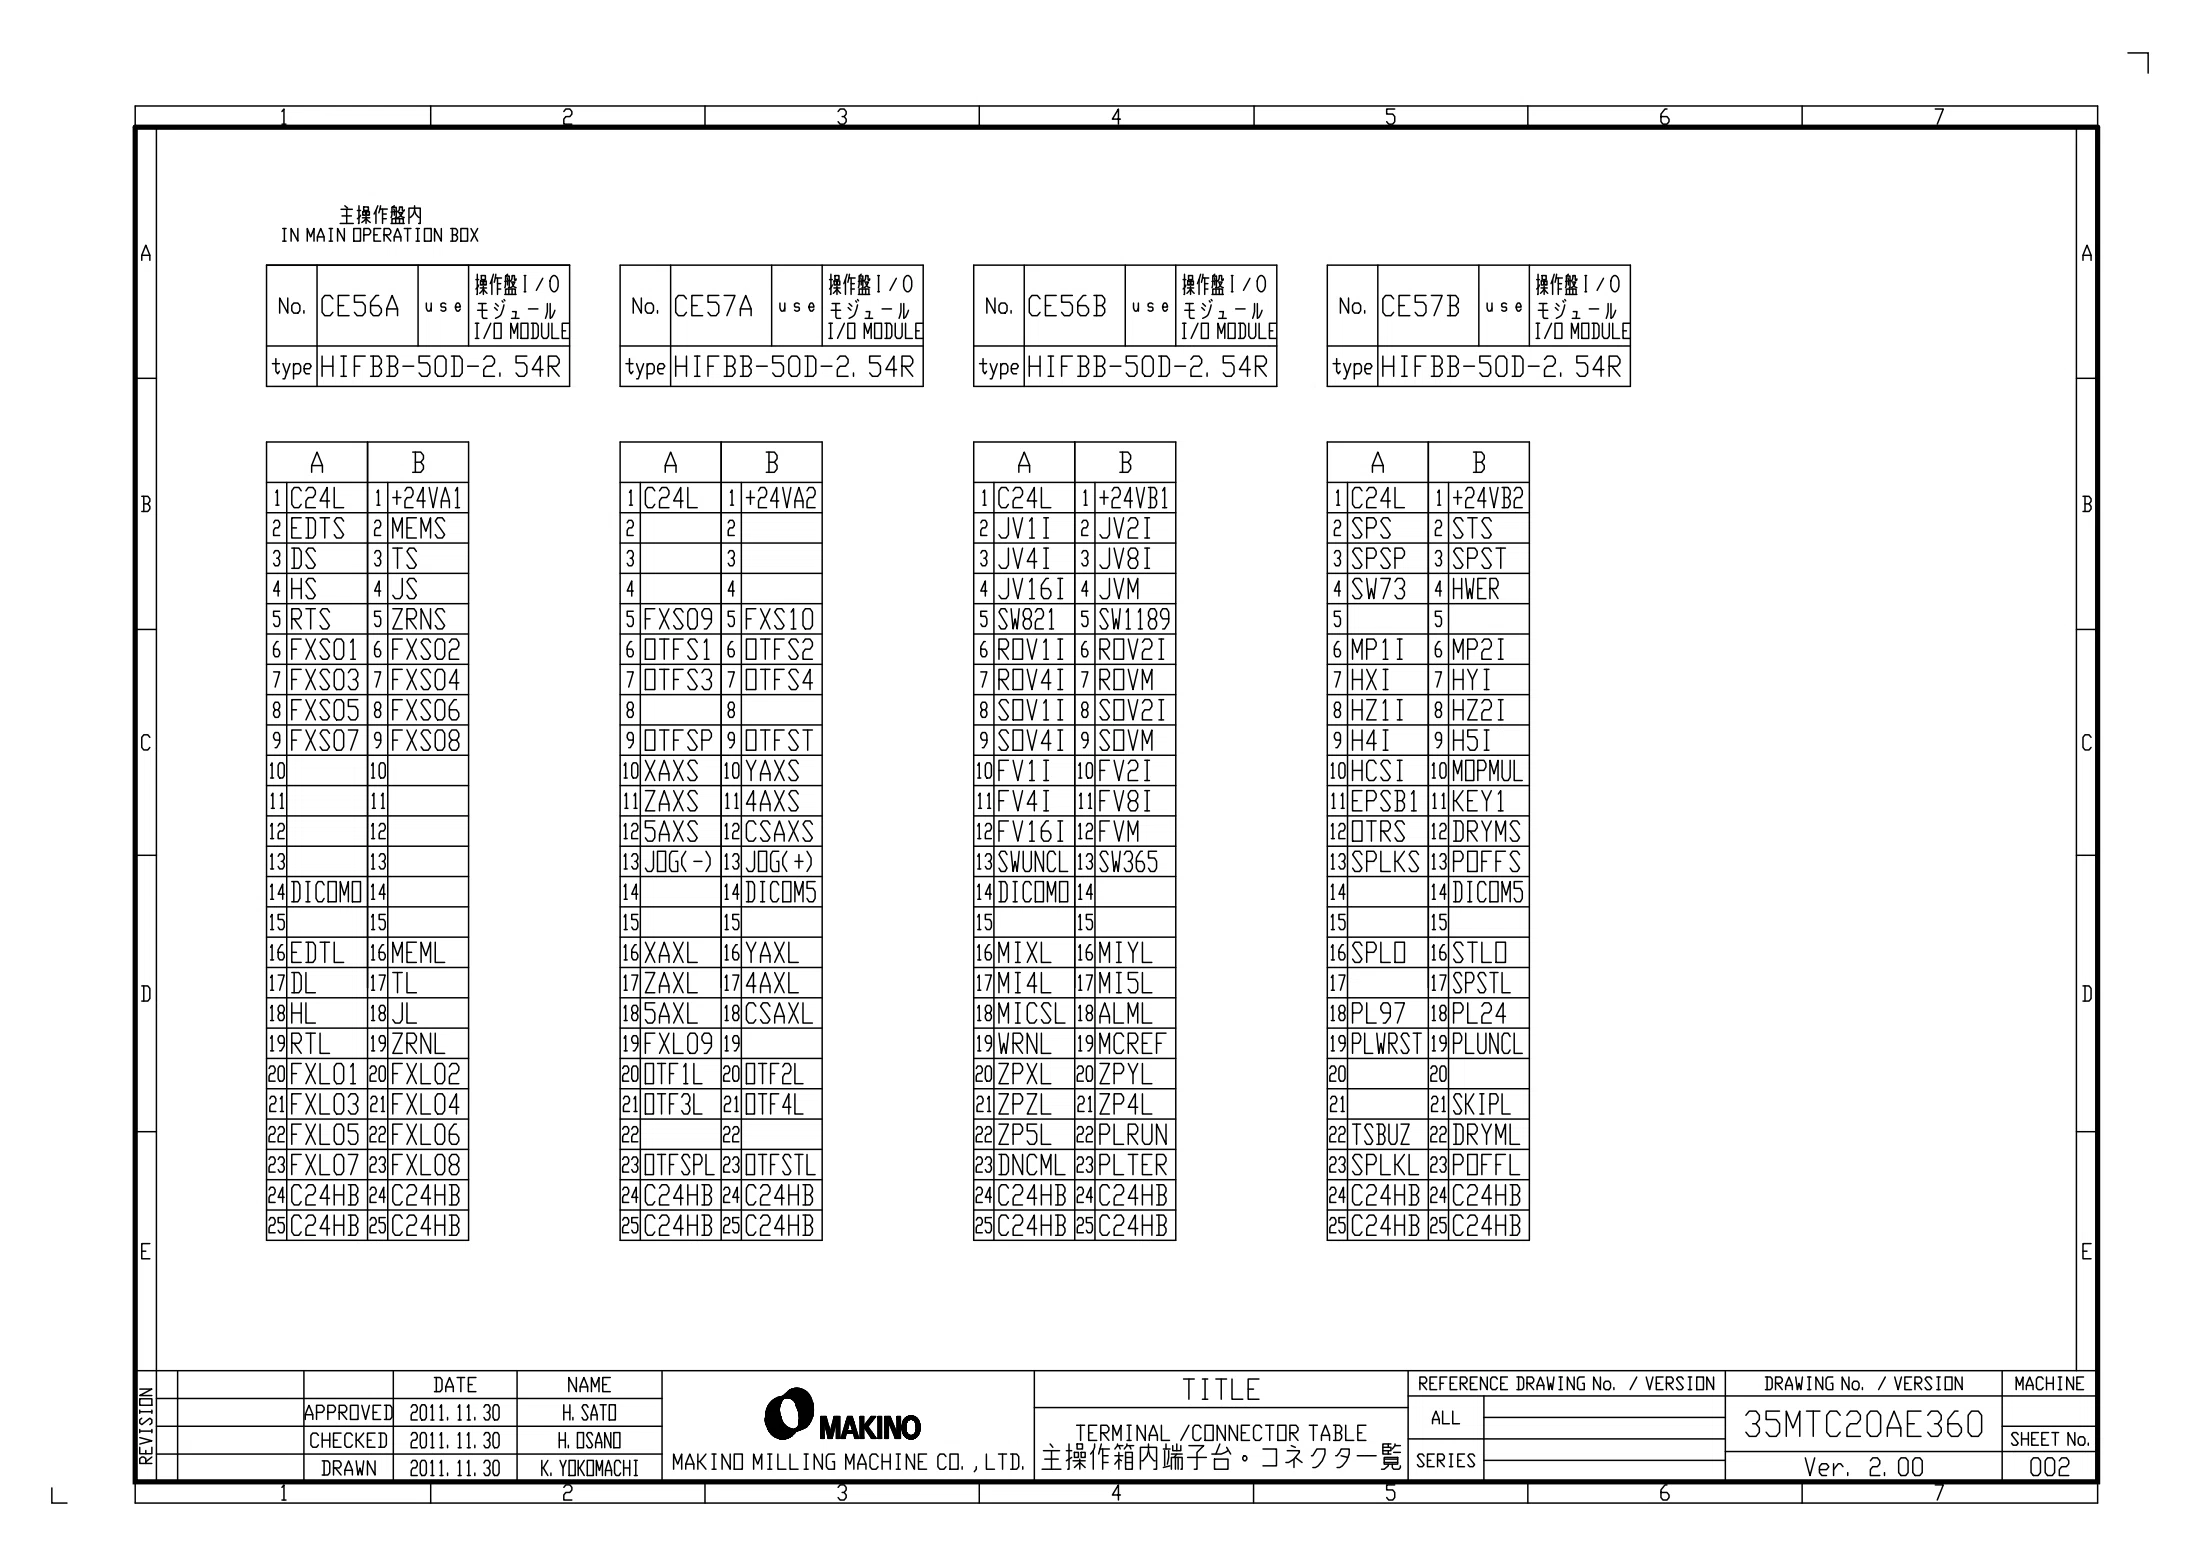 1 2 3 4 5 6 7
主操作盤内
IN MAIN OPERATION BOX
A A
No. CE56A use 操作盤I/O モジュール I/O MODULE
type HIFBB-50D-2.54R
No. CE57A use 操作盤I/O モジュール I/O MODULE
type HIFBB-50D-2.54R
No. CE56B use 操作盤I/O モジュール I/O MODULE
type HIFBB-50D-2.54R
No. CE57B use 操作盤I/O モジュール I/O MODULE
type HIFBB-50D-2.54R
A B A B A B A B
B B
1 C24L 1 +24VA1 1 C24L 1 +24VA2 1 C24L 1 +24VB1 1 C24L 1 +24VB2
2 EDTS 2 MEMS 2 2 2 JV1I 2 JV2I 2 SPS 2 STS
3 DS 3 TS 3 3 3 JV4I 3 JV8I 3 SPSP 3 SPST
4 HS 4 JS 4 4 4 JV16I 4 JVM 4 SW73 4 HWER
5 RTS 5 ZRNS 5 FXS09 5 FXS10 5 SW821 5 SW1189 5 5
6 FXS01 6 FXS02 6 OTFS1 6 OTFS2 6 ROV1I 6 ROV2I 6 MP1I 6 MP2I
7 FXS03 7 FXS04 7 OTFS3 7 OTFS4 7 ROV4I 7 ROVM 7 HXI 7 HYI
8 FXS05 8 FXS06 8 8 8 SOV1I 8 SOV2I 8 HZ1I 8 HZ2I
C C
9 FXS07 9 FXS08 9 OTFSP 9 OTFST 9 SOV4I 9 SOVM 9 H4I 9 H5I
10 10 10 XAXS 10 YAXS 10 FV1I 10 FV2I 10 HCSI 10 MOPMUL
11 11 11 ZAXS 11 4AXS 11 FV4I 11 FV8I 11 EPSB1 11 KEY1
12 12 12 5AXS 12 CSAXS 12 FV16I 12 FVM 12 OTRS 12 DRYMS
13 13 13 JOG(-) 13 JOG(+) 13 SWUNCL 13 SW365 13 SPLKS 13 POFFS
14 DICOM0 14 14 14 DICOM5 14 DICOM0 14 14 14 DICOM5
15 15 15 15 15 15 15 15
16 EDTL 16 MEML 16 XAXL 16 YAXL 16 MIXL 16 MIYL 16 SPLO 16 STLO
17 DL 17 TL 17 ZAXL 17 4AXL 17 MI4L 17 MI5L 17 17 SPSTL
D D
18 HL 18 JL 18 5AXL 18 CSAXL 18 MICSL 18 ALML 18 PL97 18 PL24
19 RTL 19 ZRNL 19 FXL09 19 19 WRNL 19 MCREF 19 PLWRST 19 PLUNCL
20 FXL01 20 FXL02 20 OTF1L 20 OTF2L 20 ZPXL 20 ZPYL 20 20
21 FXL03 21 FXL04 21 OTF3L 21 OTF4L 21 ZPZL 21 ZP4L 21 21 SKIPL
22 FXL05 22 FXL06 22 22 22 ZP5L 22 PLRUN 22 TSBUZ 22 DRYML
23 FXL07 23 FXL08 23 OTFSPL 23 OTFSTL 23 DNCML 23 PLTER 23 SPLKL 23 POFFL
24 C24HB 24 C24HB 24 C24HB 24 C24HB 24 C24HB 24 C24HB 24 C24HB 24 C24HB
25 C24HB 25 C24HB 25 C24HB 25 C24HB 25 C24HB 25 C24HB 25 C24HB 25 C24HB
E E
REVISION
DATE NAME
APPROVED 2011.11.30 H.SATO
CHECKED 2011.11.30 H.OSANO
DRAWN 2011.11.30 K.YOKOMACHI
MAKINO
MAKINO MILLING MACHINE CO.,LTD.
TITLE
TERMINAL /CONNECTOR TABLE
主操作箱内端子台。コネクタ一覧
REFERENCE DRAWING No. / VERSION
ALL
SERIES
DRAWING No. / VERSION
35MTC20AE360
Ver. 2.00
MACHINE
SHEET No.
002
1 2 3 4 5 6 7